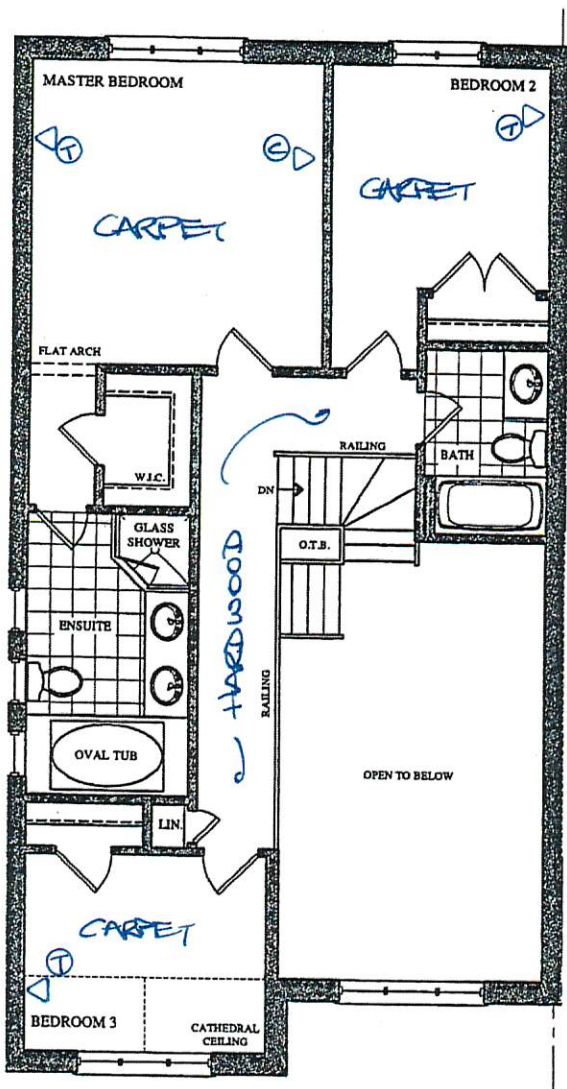 MASTER BEDROOM
BEDROOM 2
T
C
T
CARPET
CARPET
FLAT ARCH
W.I.C.
RAILING
BATH
DN
GLASS
SHOWER
O.T.B.
HARDWOOD
ENSUITE
RAILING
OVAL TUB
OPEN TO BELOW
LIN.
CARPET
T
BEDROOM 3
CATHEDRAL
CEILING